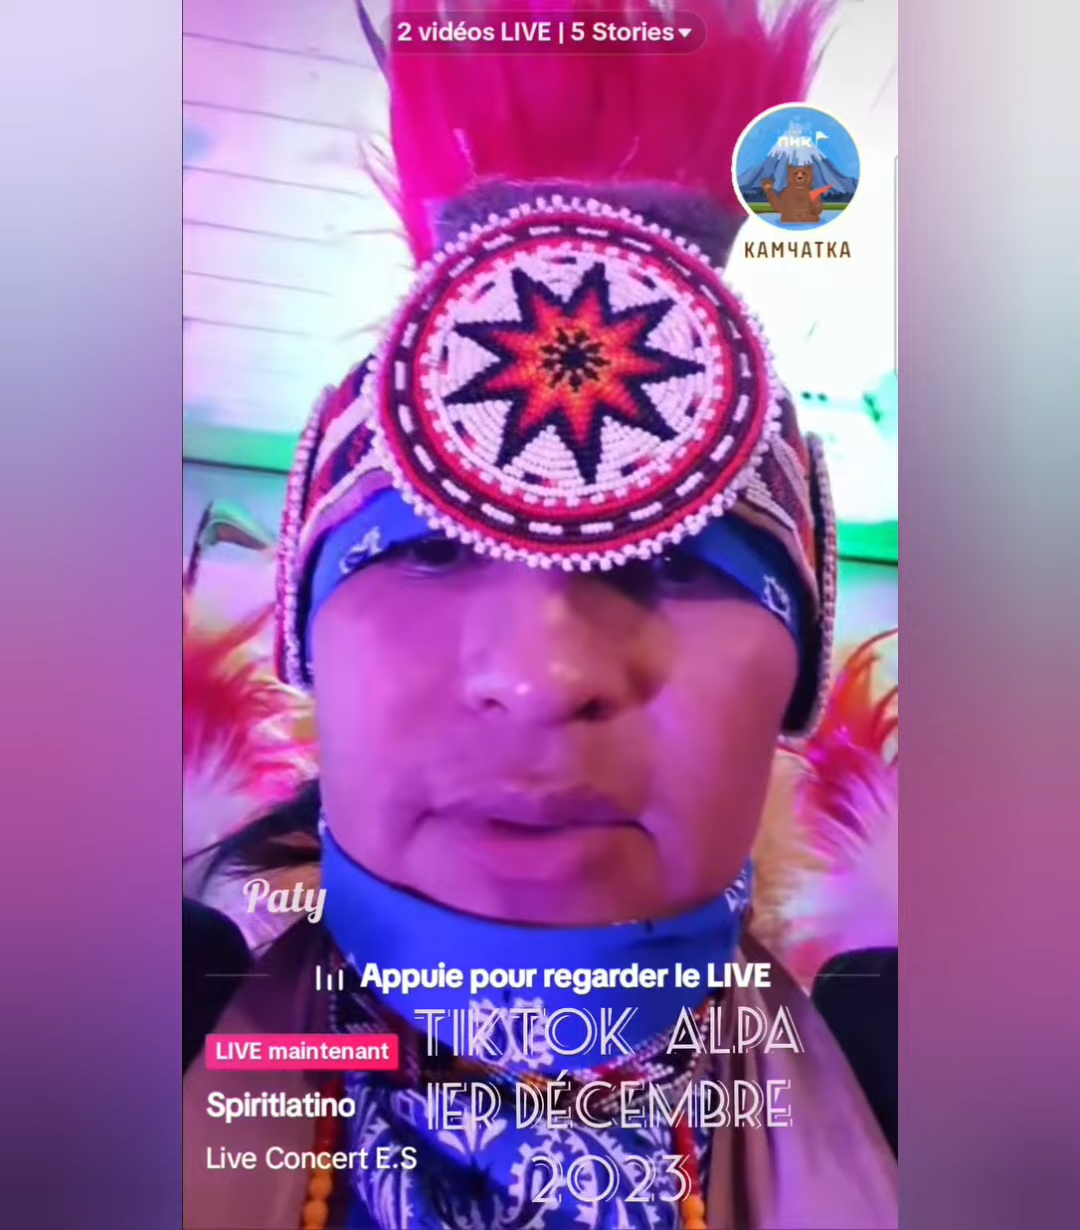 2 vidéos LIVE | 5 Stories
ПИК
КАМЧАТКА
Paty
Appuie pour regarder le LIVE
TIKTOK ALPA
1ER DÉCEMBRE
2023
LIVE maintenant
Spiritlatino
Live Concert E.S